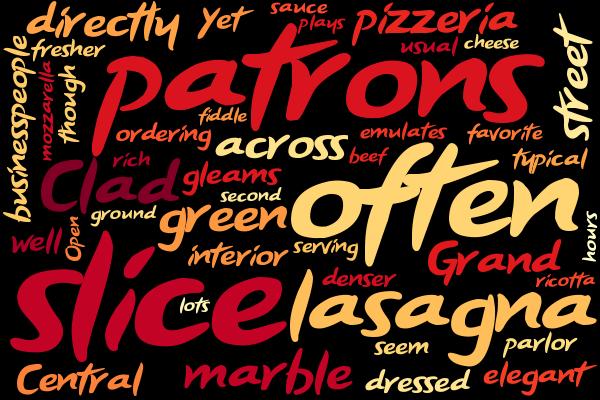 directly Yet sauce
plays pizzeria
fresher usual cheese
businesspeople mozzarella though patrons street
fiddle
ordering across emulates favorite
rich beef typical
Clad gleams often
second
ground green
well Open serving hours
interior Grand
slice denser ricotta
lots lasagna
seem parlor
Central marble dressed elegant